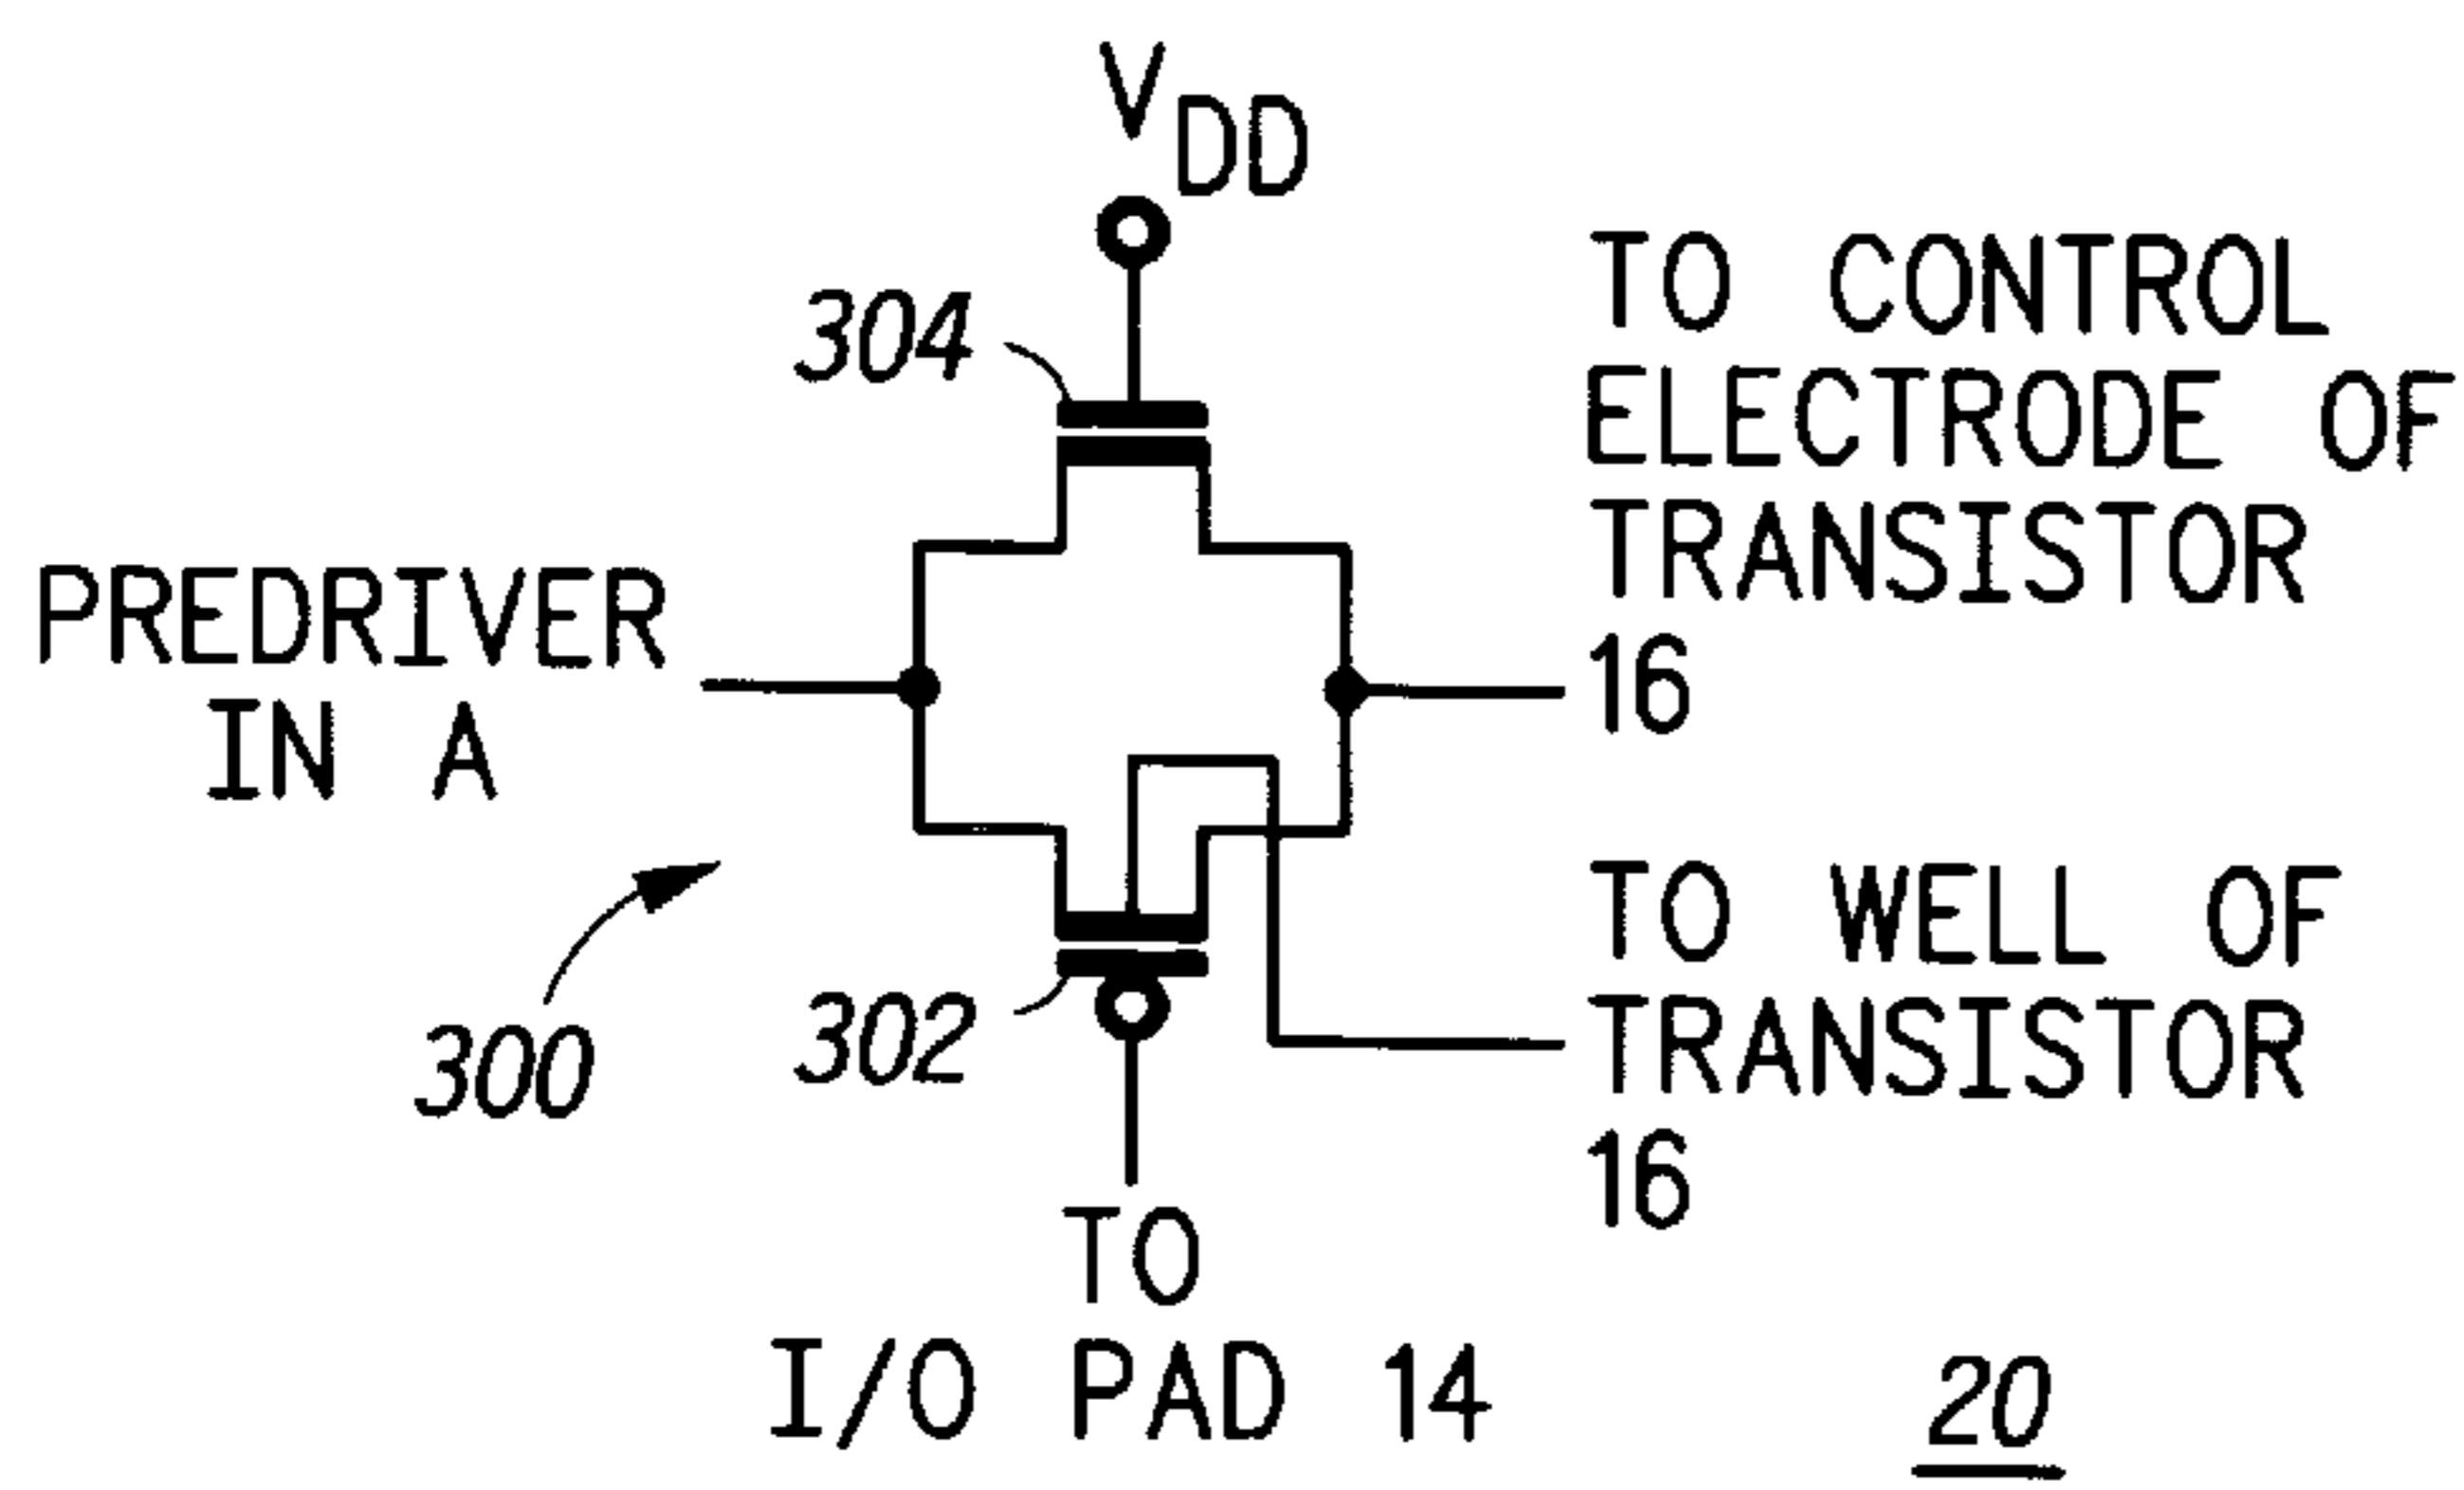 VDD
304
TO CONTROL
ELECTRODE OF
TRANSISTOR
16
PREDRIVER
IN A
TO WELL OF
TRANSISTOR
16
300
302
TO
I/O PAD 14
20